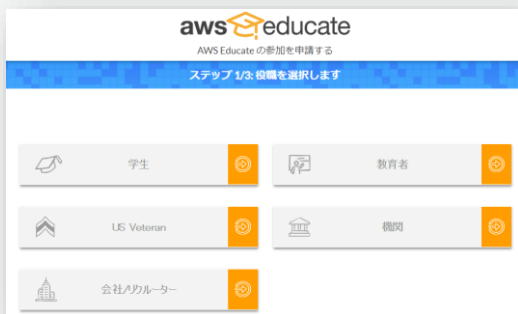 aws educate
AWS Educate の参加を申請する
ステップ 1/3: 役職を選択します
学生
教育者
US Veteran
機関
会社/リクルーター